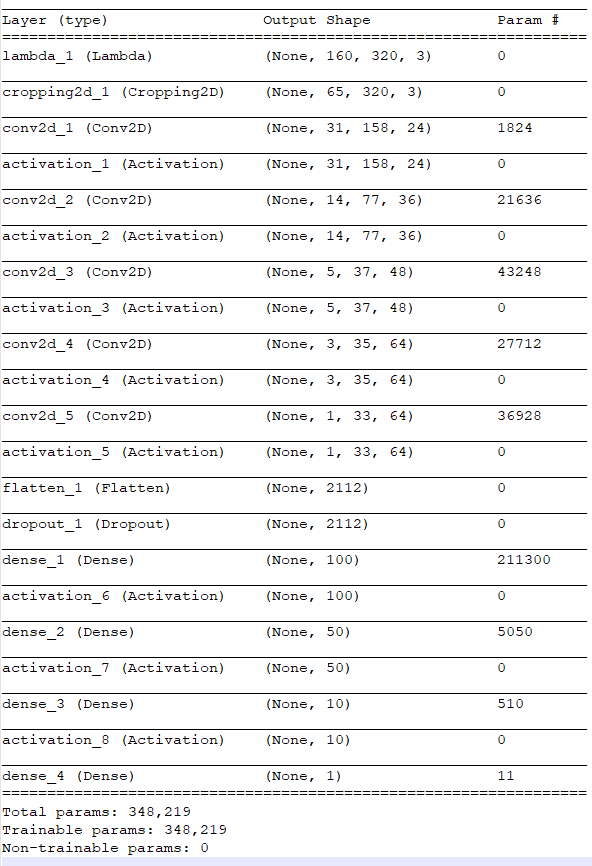 Layer (type) Output Shape Param #
=================================================================
lambda_1 (Lambda) (None, 160, 320, 3) 0
cropping2d_1 (Cropping2D) (None, 65, 320, 3) 0
conv2d_1 (Conv2D) (None, 31, 158, 24) 1824
activation_1 (Activation) (None, 31, 158, 24) 0
conv2d_2 (Conv2D) (None, 14, 77, 36) 21636
activation_2 (Activation) (None, 14, 77, 36) 0
conv2d_3 (Conv2D) (None, 5, 37, 48) 43248
activation_3 (Activation) (None, 5, 37, 48) 0
conv2d_4 (Conv2D) (None, 3, 35, 64) 27712
activation_4 (Activation) (None, 3, 35, 64) 0
conv2d_5 (Conv2D) (None, 1, 33, 64) 36928
activation_5 (Activation) (None, 1, 33, 64) 0
flatten_1 (Flatten) (None, 2112) 0
dropout_1 (Dropout) (None, 2112) 0
dense_1 (Dense) (None, 100) 211300
activation_6 (Activation) (None, 100) 0
dense_2 (Dense) (None, 50) 5050
activation_7 (Activation) (None, 50) 0
dense_3 (Dense) (None, 10) 510
activation_8 (Activation) (None, 10) 0
dense_4 (Dense) (None, 1) 11
=================================================================
Total params: 348,219
Trainable params: 348,219
Non-trainable params: 0